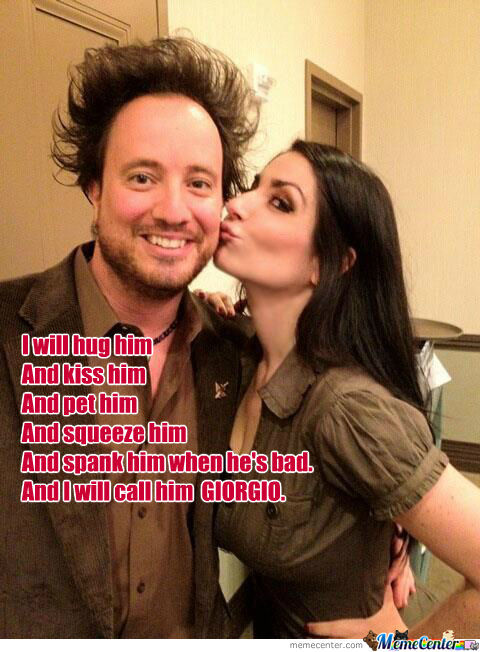 I will hug him
And kiss him
And pet him
And squeeze him
And spank him when he's bad.
And I will call him GIORGIO.
memecenter.com MemeCenter